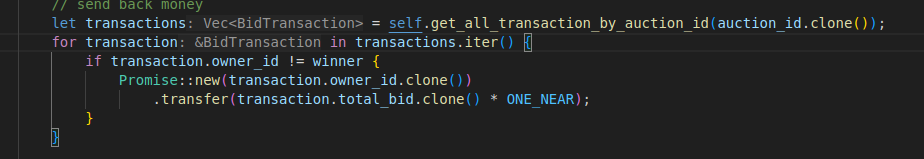 // send back money
let transactions: Vec<BidTransaction> = self.get_all_transaction_by_auction_id(auction_id.clone());
for transaction: &BidTransaction in transactions.iter() {
if transaction.owner_id != winner {
Promise::new(transaction.owner_id.clone())
.transfer(transaction.total_bid.clone() * ONE_NEAR);
}
}